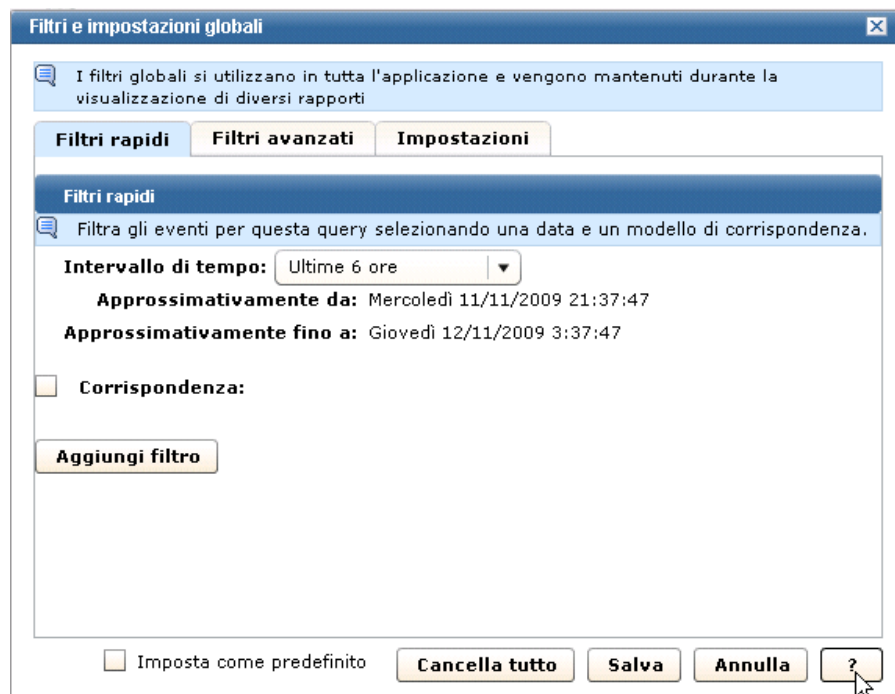 Filtri e impostazioni globali
I filtri globali si utilizzano in tutta l'applicazione e vengono mantenuti durante la
visualizzazione di diversi rapporti
Filtri rapidi Filtri avanzati Impostazioni
Filtri rapidi
Filtra gli eventi per questa query selezionando una data e un modello di corrispondenza.
Intervallo di tempo: Ultime 6 ore
Approssimativamente da: Mercoledì 11/11/2009 21:37:47
Approssimativamente fino a: Giovedì 12/11/2009 3:37:47
Corrispondenza:
Aggiungi filtro
Imposta come predefinito Cancella tutto Salva Annulla ?